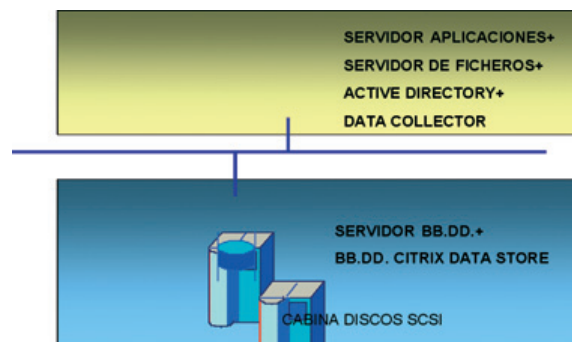 SERVIDOR APLICACIONES+
SERVIDOR DE FICHEROS+
ACTIVE DIRECTORY+
DATA COLLECTOR
SERVIDOR BB.DD.+
BB.DD. CITRIX DATA STORE
CABINA DISCOS SCSI